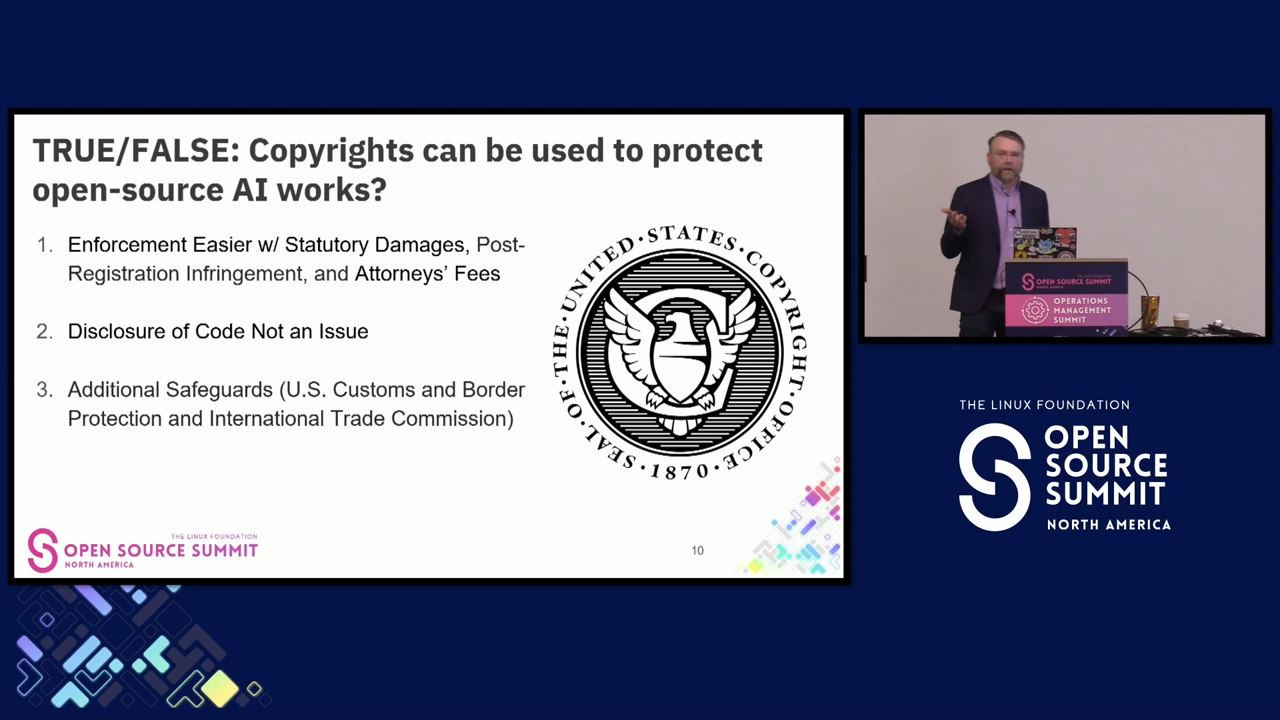 TRUE/FALSE: Copyrights can be used to protect
open-source AI works?
1. Enforcement Easier w/ Statutory Damages, Post-
Registration Infringement, and Attorneys’ Fees
2. Disclosure of Code Not an Issue
3. Additional Safeguards (U.S. Customs and Border
Protection and International Trade Commission)
SEAL·OF·THE·UNITED·STATES·COPYRIGHT·OFFICE·1870
THE LINUX FOUNDATION
OPEN SOURCE SUMMIT
NORTH AMERICA
10
OPEN SOURCE SUMMIT
NORTH AMERICA
OPERATIONS
MANAGEMENT
SUMMIT
THE LINUX FOUNDATION
OPEN
SOURCE
SUMMIT
NORTH AMERICA